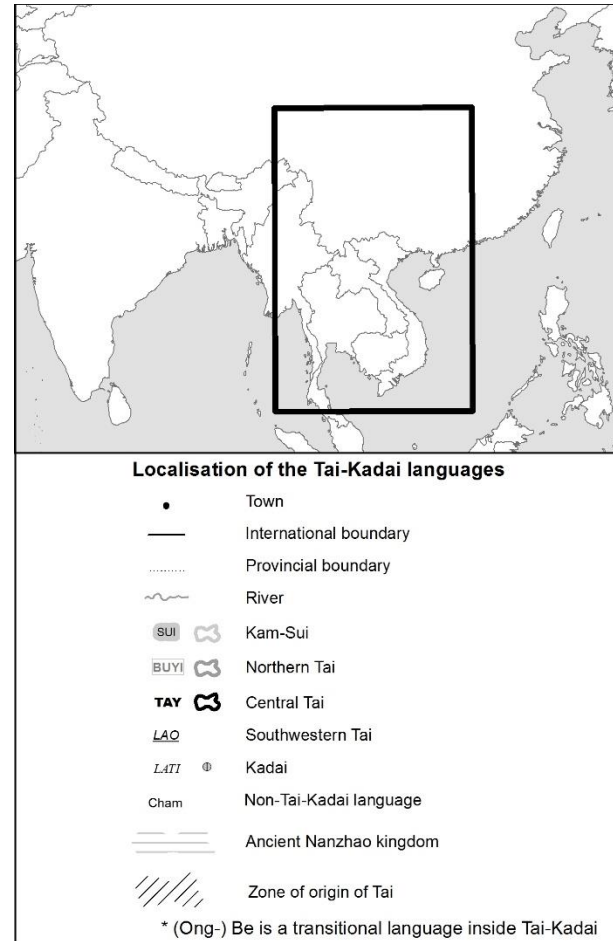 Localisation of the Tai-Kadai languages
Town
International boundary
Provincial boundary
River
SUI Kam-Sui
BUYI Northern Tai
TAY Central Tai
LAO Southwestern Tai
LATI Kadai
Cham Non-Tai-Kadai language
Ancient Nanzhao kingdom
Zone of origin of Tai
* (Ong-) Be is a transitional language inside Tai-Kadai